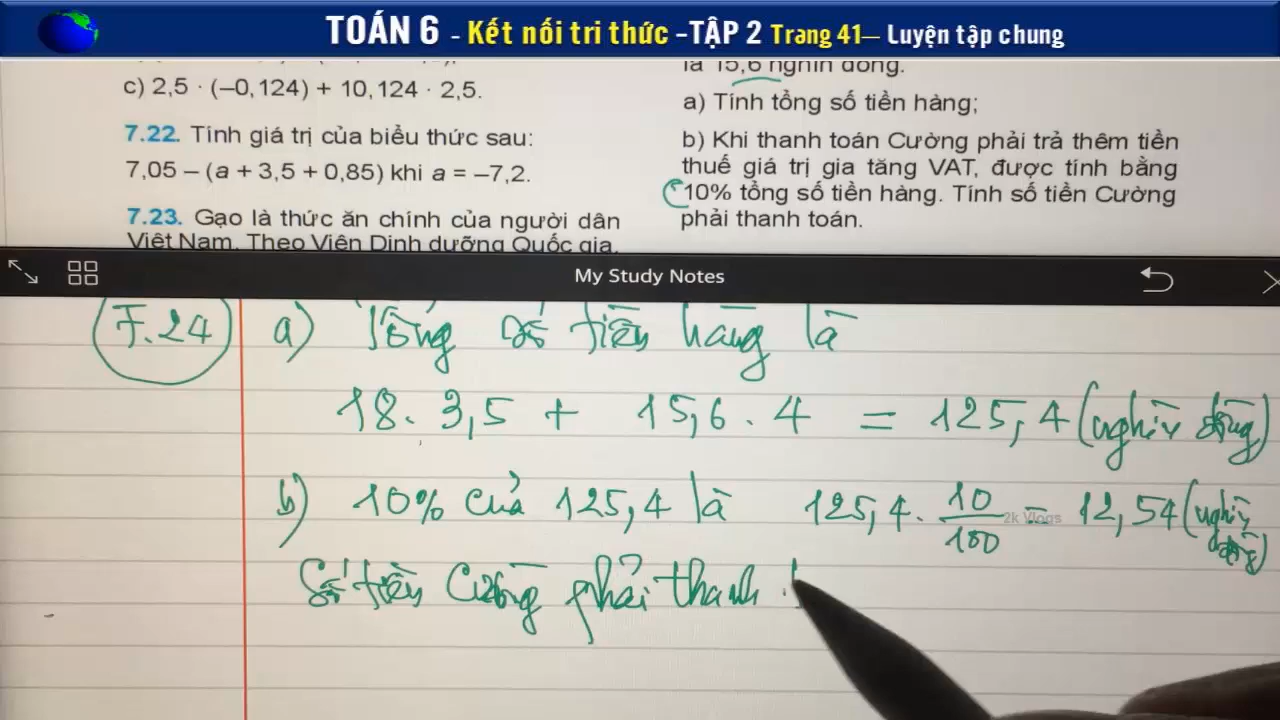 TOÁN 6 - Kết nối tri thức -TẬP 2 Trang 41– Luyện tập chung
c) 2,5 · (–0,124) + 10,124 · 2,5.
7.22. Tính giá trị của biểu thức sau:
7,05 – (a + 3,5 + 0,85) khi a = –7,2.
7.23. Gạo là thức ăn chính của người dân
Việt Nam. Theo Viện Dinh dưỡng Quốc gia,
là 15,6 nghìn đồng.
a) Tính tổng số tiền hàng;
b) Khi thanh toán Cường phải trả thêm tiền
thuế giá trị gia tăng VAT, được tính bằng
10% tổng số tiền hàng. Tính số tiền Cường
phải thanh toán.
My Study Notes
7.24 a) Tổng số tiền hàng là
18. 3,5 + 15,6 . 4 = 125,4 (nghìn đồng)
b) 10% của 125,4 là 125,4 . 10/100 = 12,54 (nghìn đồng)
2k Vlogs
Số tiền Cường phải thanh